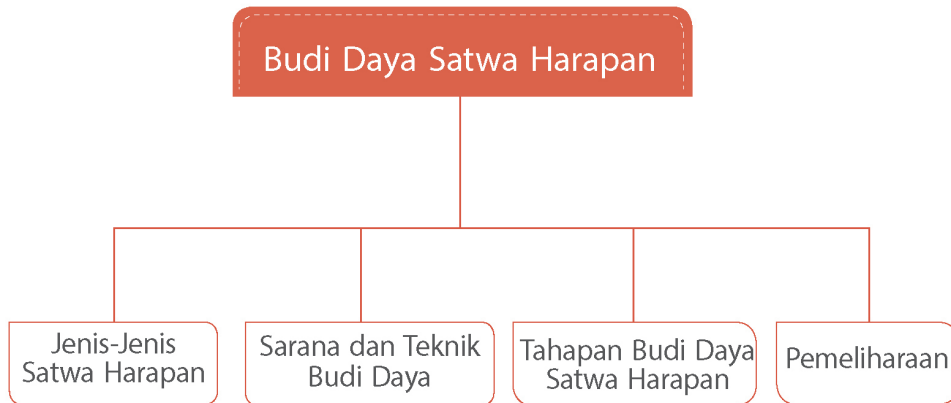 Budi Daya Satwa Harapan
Jenis-Jenis
Satwa Harapan
Sarana dan Teknik
Budi Daya
Tahapan Budi Daya
Satwa Harapan
Pemeliharaan